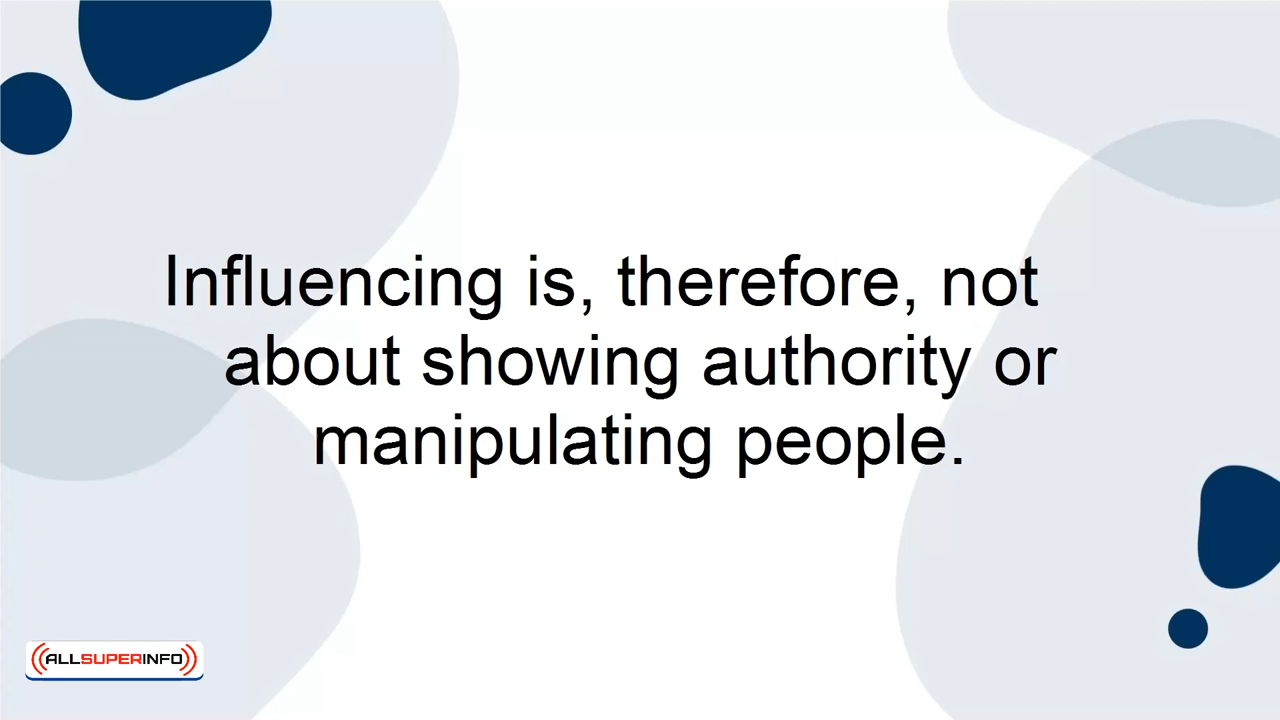 Influencing is, therefore, not
about showing authority or
manipulating people.
ALLSUPERINFO